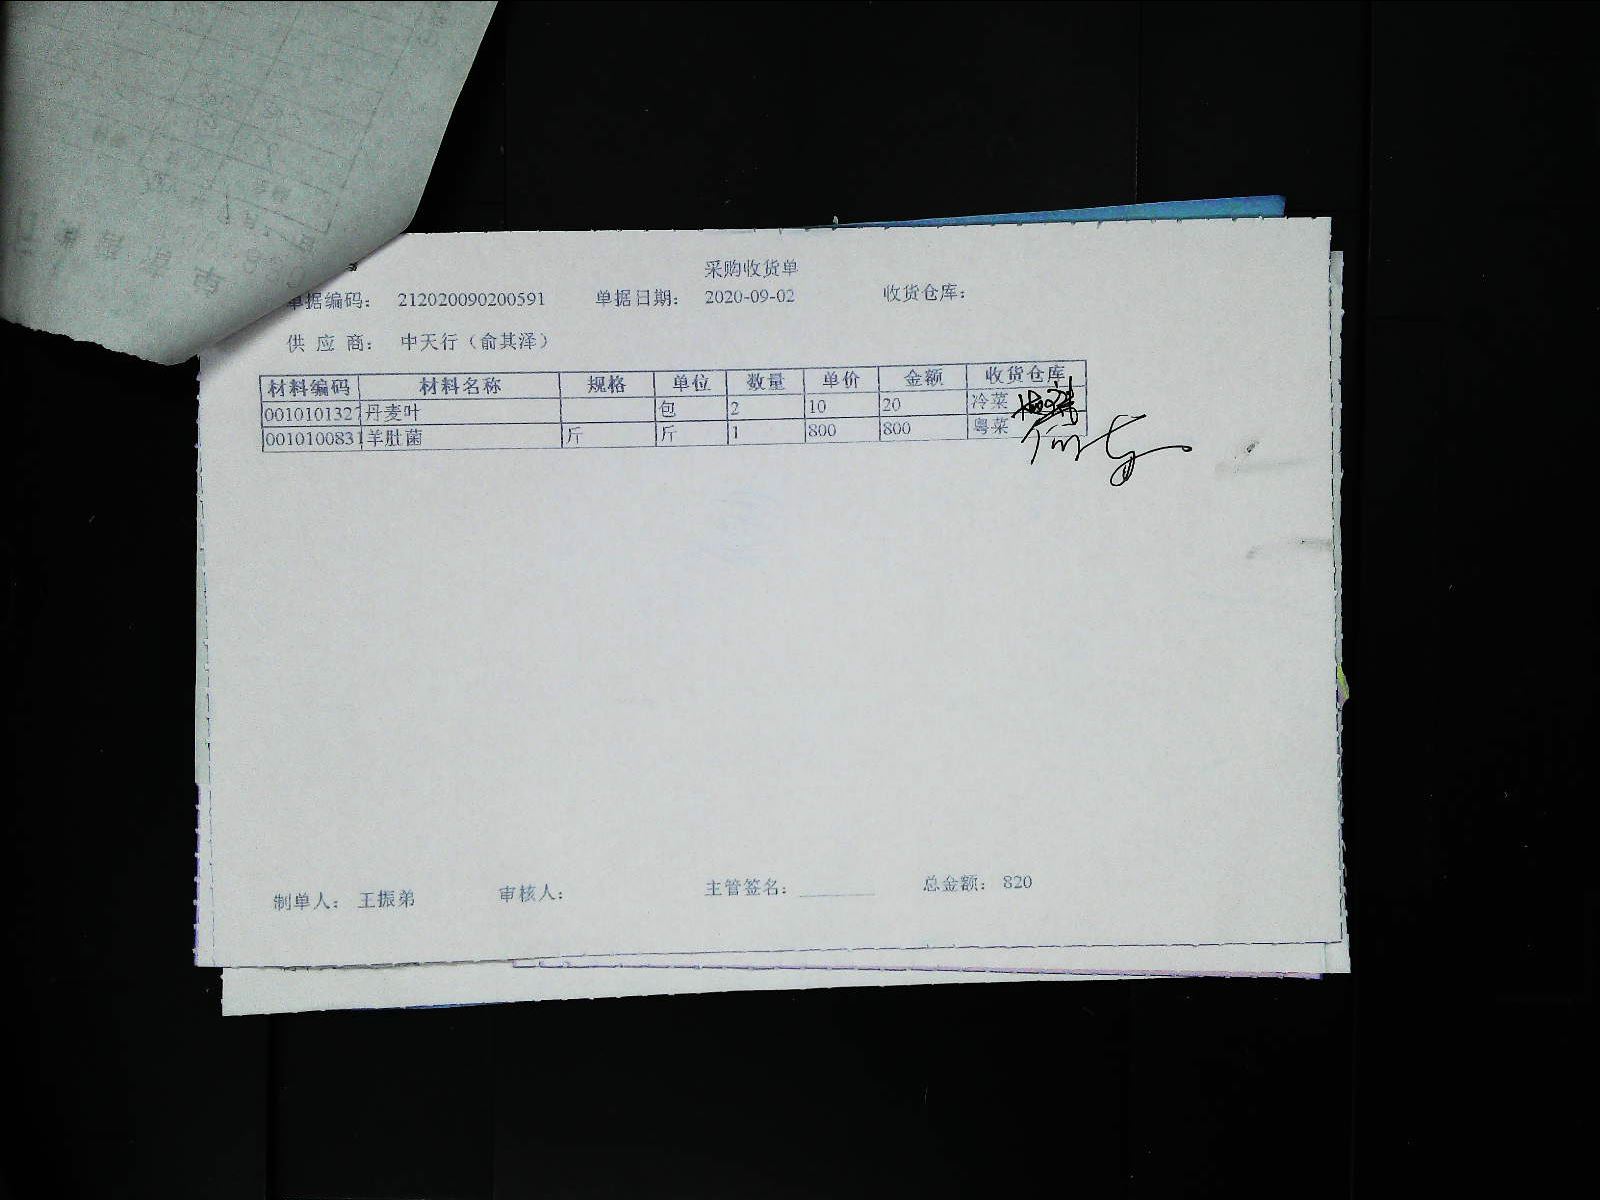 采购收货单
单据编码： 212020090200591 单据日期： 2020-09-02 收货仓库：
供 应 商： 中天行（俞其泽）
材料编码 材料名称 规格 单位 数量 单价 金额 收货仓库
0010101327 丹麦叶 包 2 10 20 冷菜
0010100831 羊肚菌 斤 斤 1 800 800 粤菜
制单人： 王振弟 审核人： 主管签名：________ 总金额： 820